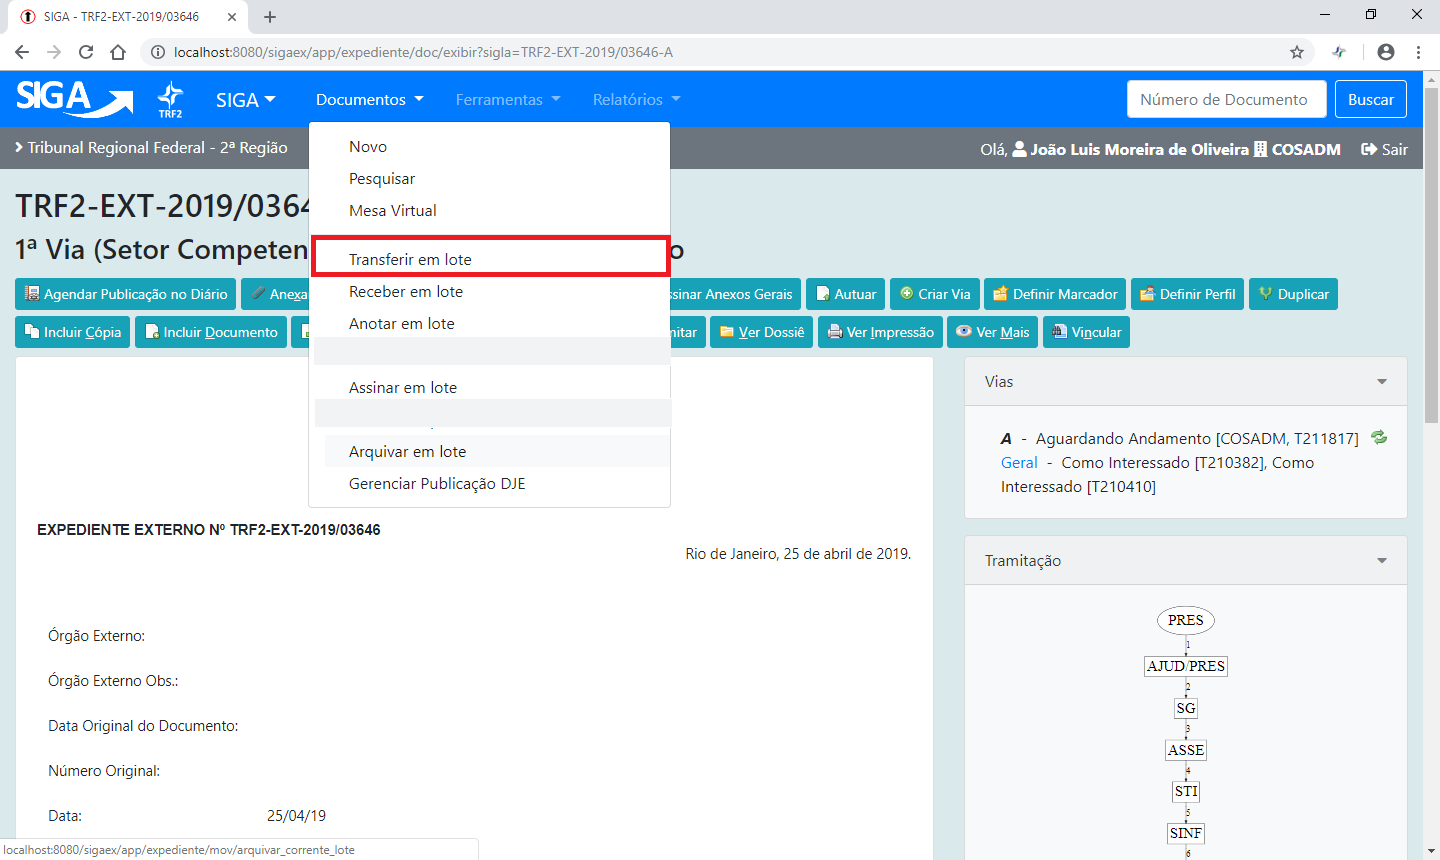 SIGA - TRF2-EXT-2019/03646
localhost:8080/sigaex/app/expediente/doc/exibir?sigla=TRF2-EXT-2019/03646-A
SIGA
TRF2
SIGA
Documentos
Ferramentas
Relatórios
Número de Documento
Buscar
Tribunal Regional Federal - 2ª Região
Olá, João Luis Moreira de Oliveira COSADM
Sair
Novo
Pesquisar
Mesa Virtual
Transferir em lote
Receber em lote
Anotar em lote
Assinar em lote
Arquivar em lote
Gerenciar Publicação DJE
TRF2-EXT-2019/0364
1ª Via (Setor Competen
o
Agendar Publicação no Diário
Anexa
ssinar Anexos Gerais
Autuar
Criar Via
Definir Marcador
Definir Perfil
Duplicar
Incluir Cópia
Incluir Documento
mitar
Ver Dossiê
Ver Impressão
Ver Mais
Vincular
EXPEDIENTE EXTERNO Nº TRF2-EXT-2019/03646
Rio de Janeiro, 25 de abril de 2019.
Órgão Externo:
Órgão Externo Obs.:
Data Original do Documento:
Número Original:
Data: 25/04/19
Vias
A - Aguardando Andamento [COSADM, T211817]
Geral - Como Interessado [T210382], Como
Interessado [T210410]
Tramitação
PRES
1
AJUD/PRES
2
SG
3
ASSE
4
STI
5
SINF
6
localhost:8080/sigaex/app/expediente/mov/arquivar_corrente_lote